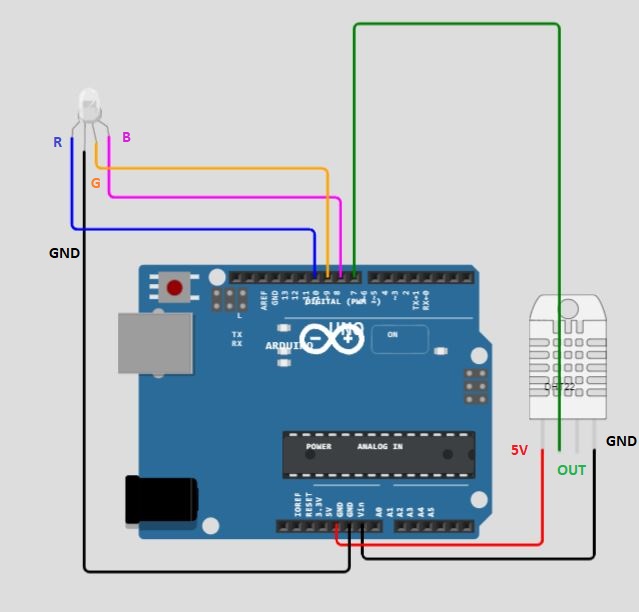 R
B
G
GND
AREF
GND
13
12
~11
~10
~9
8
7
~6
~5
4
~3
2
TX→1
RX←0
DIGITAL (PWM ~)
L
TX
RX
ARDUINO
UNO
ON
DHT22
POWER
ANALOG IN
5V
OUT
GND
IOREF
RESET
3.3V
5V
GND
GND
Vin
A0
A1
A2
A3
A4
A5